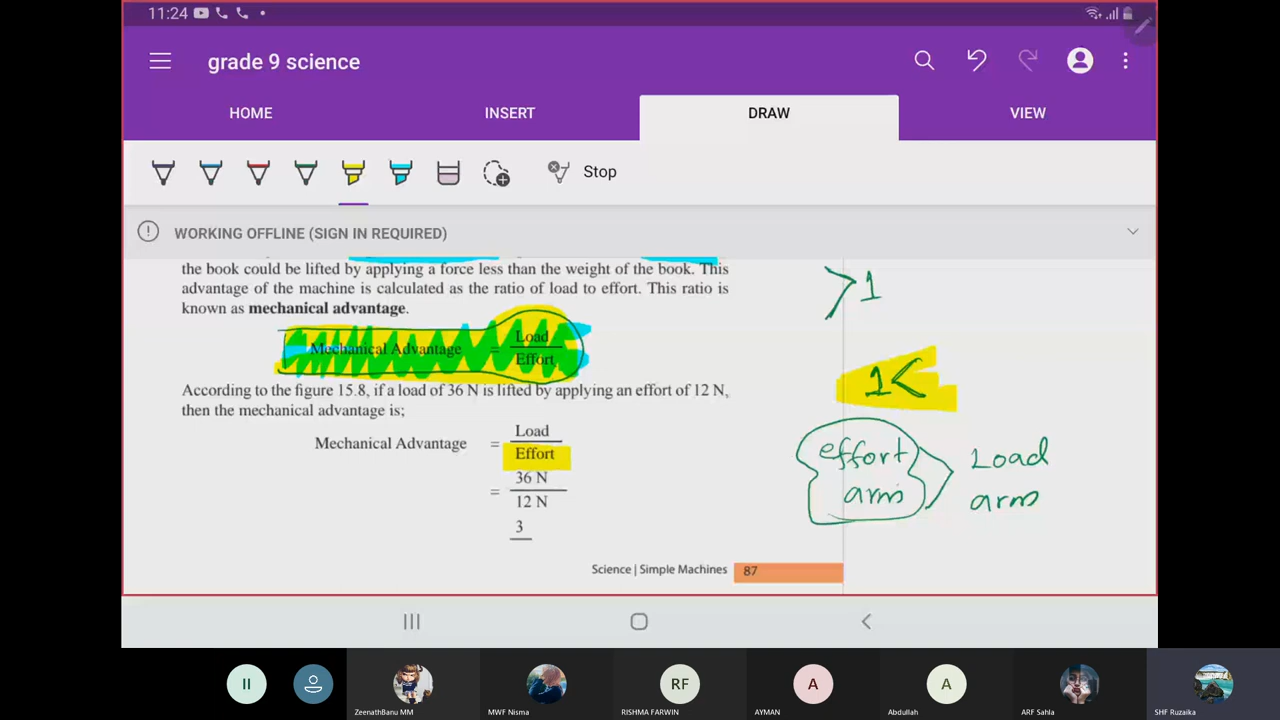 11:24
grade 9 science
HOME INSERT DRAW VIEW
Stop
WORKING OFFLINE (SIGN IN REQUIRED)
the book could be lifted by applying a force less than the weight of the book. This
advantage of the machine is calculated as the ratio of load to effort. This ratio is
known as mechanical advantage.
Mechanical Advantage = Load
Effort
According to the figure 15.8, if a load of 36 N is lifted by applying an effort of 12 N,
then the mechanical advantage is;
Mechanical Advantage = Load
Effort
= 36 N
12 N
3
>1
1<
effort > Load
arm arm
Science | Simple Machines 87
II
RF
A
A
ZeenathBanu MM
MWF Nisma
RISHMA FARWIN
AYMAN
Abdullah
ARF Sahla
SHF Ruzaika